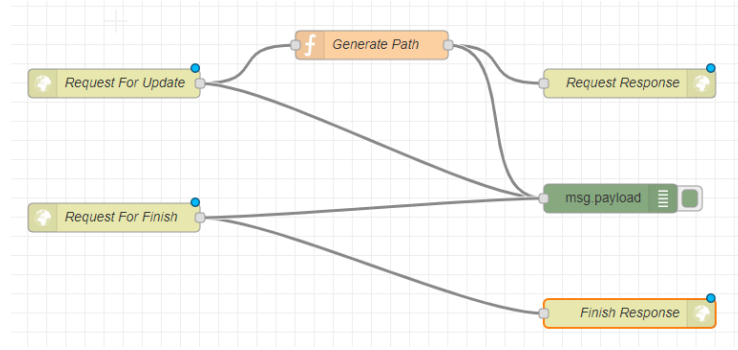 Generate Path
Request For Update
Request Response
msg.payload
Request For Finish
Finish Response